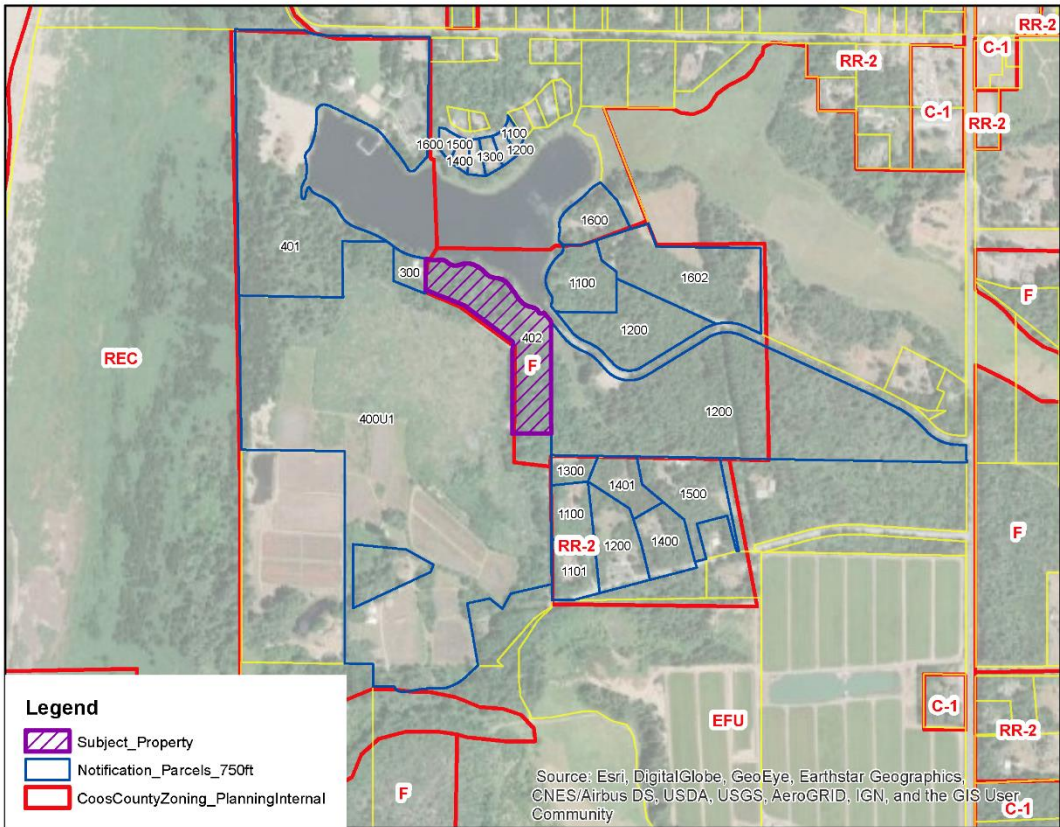 RR-2
C-1
RR-2
C-1
RR-2
1600
1500
1400
1300
1100
1200
1600
401
300
1100
1602
F
402
1200
REC
F
400U1
1200
1300
1401
1500
1100
F
RR-2
1200
1400
1101
C-1
EFU
RR-2
F
C-1
Legend
Subject_Property
Notification_Parcels_750ft
CoosCountyZoning_PlanningInternal
Source: Esri, DigitalGlobe, GeoEye, Earthstar Geographics,
CNES/Airbus DS, USDA, USGS, AeroGRID, IGN, and the GIS User
Community